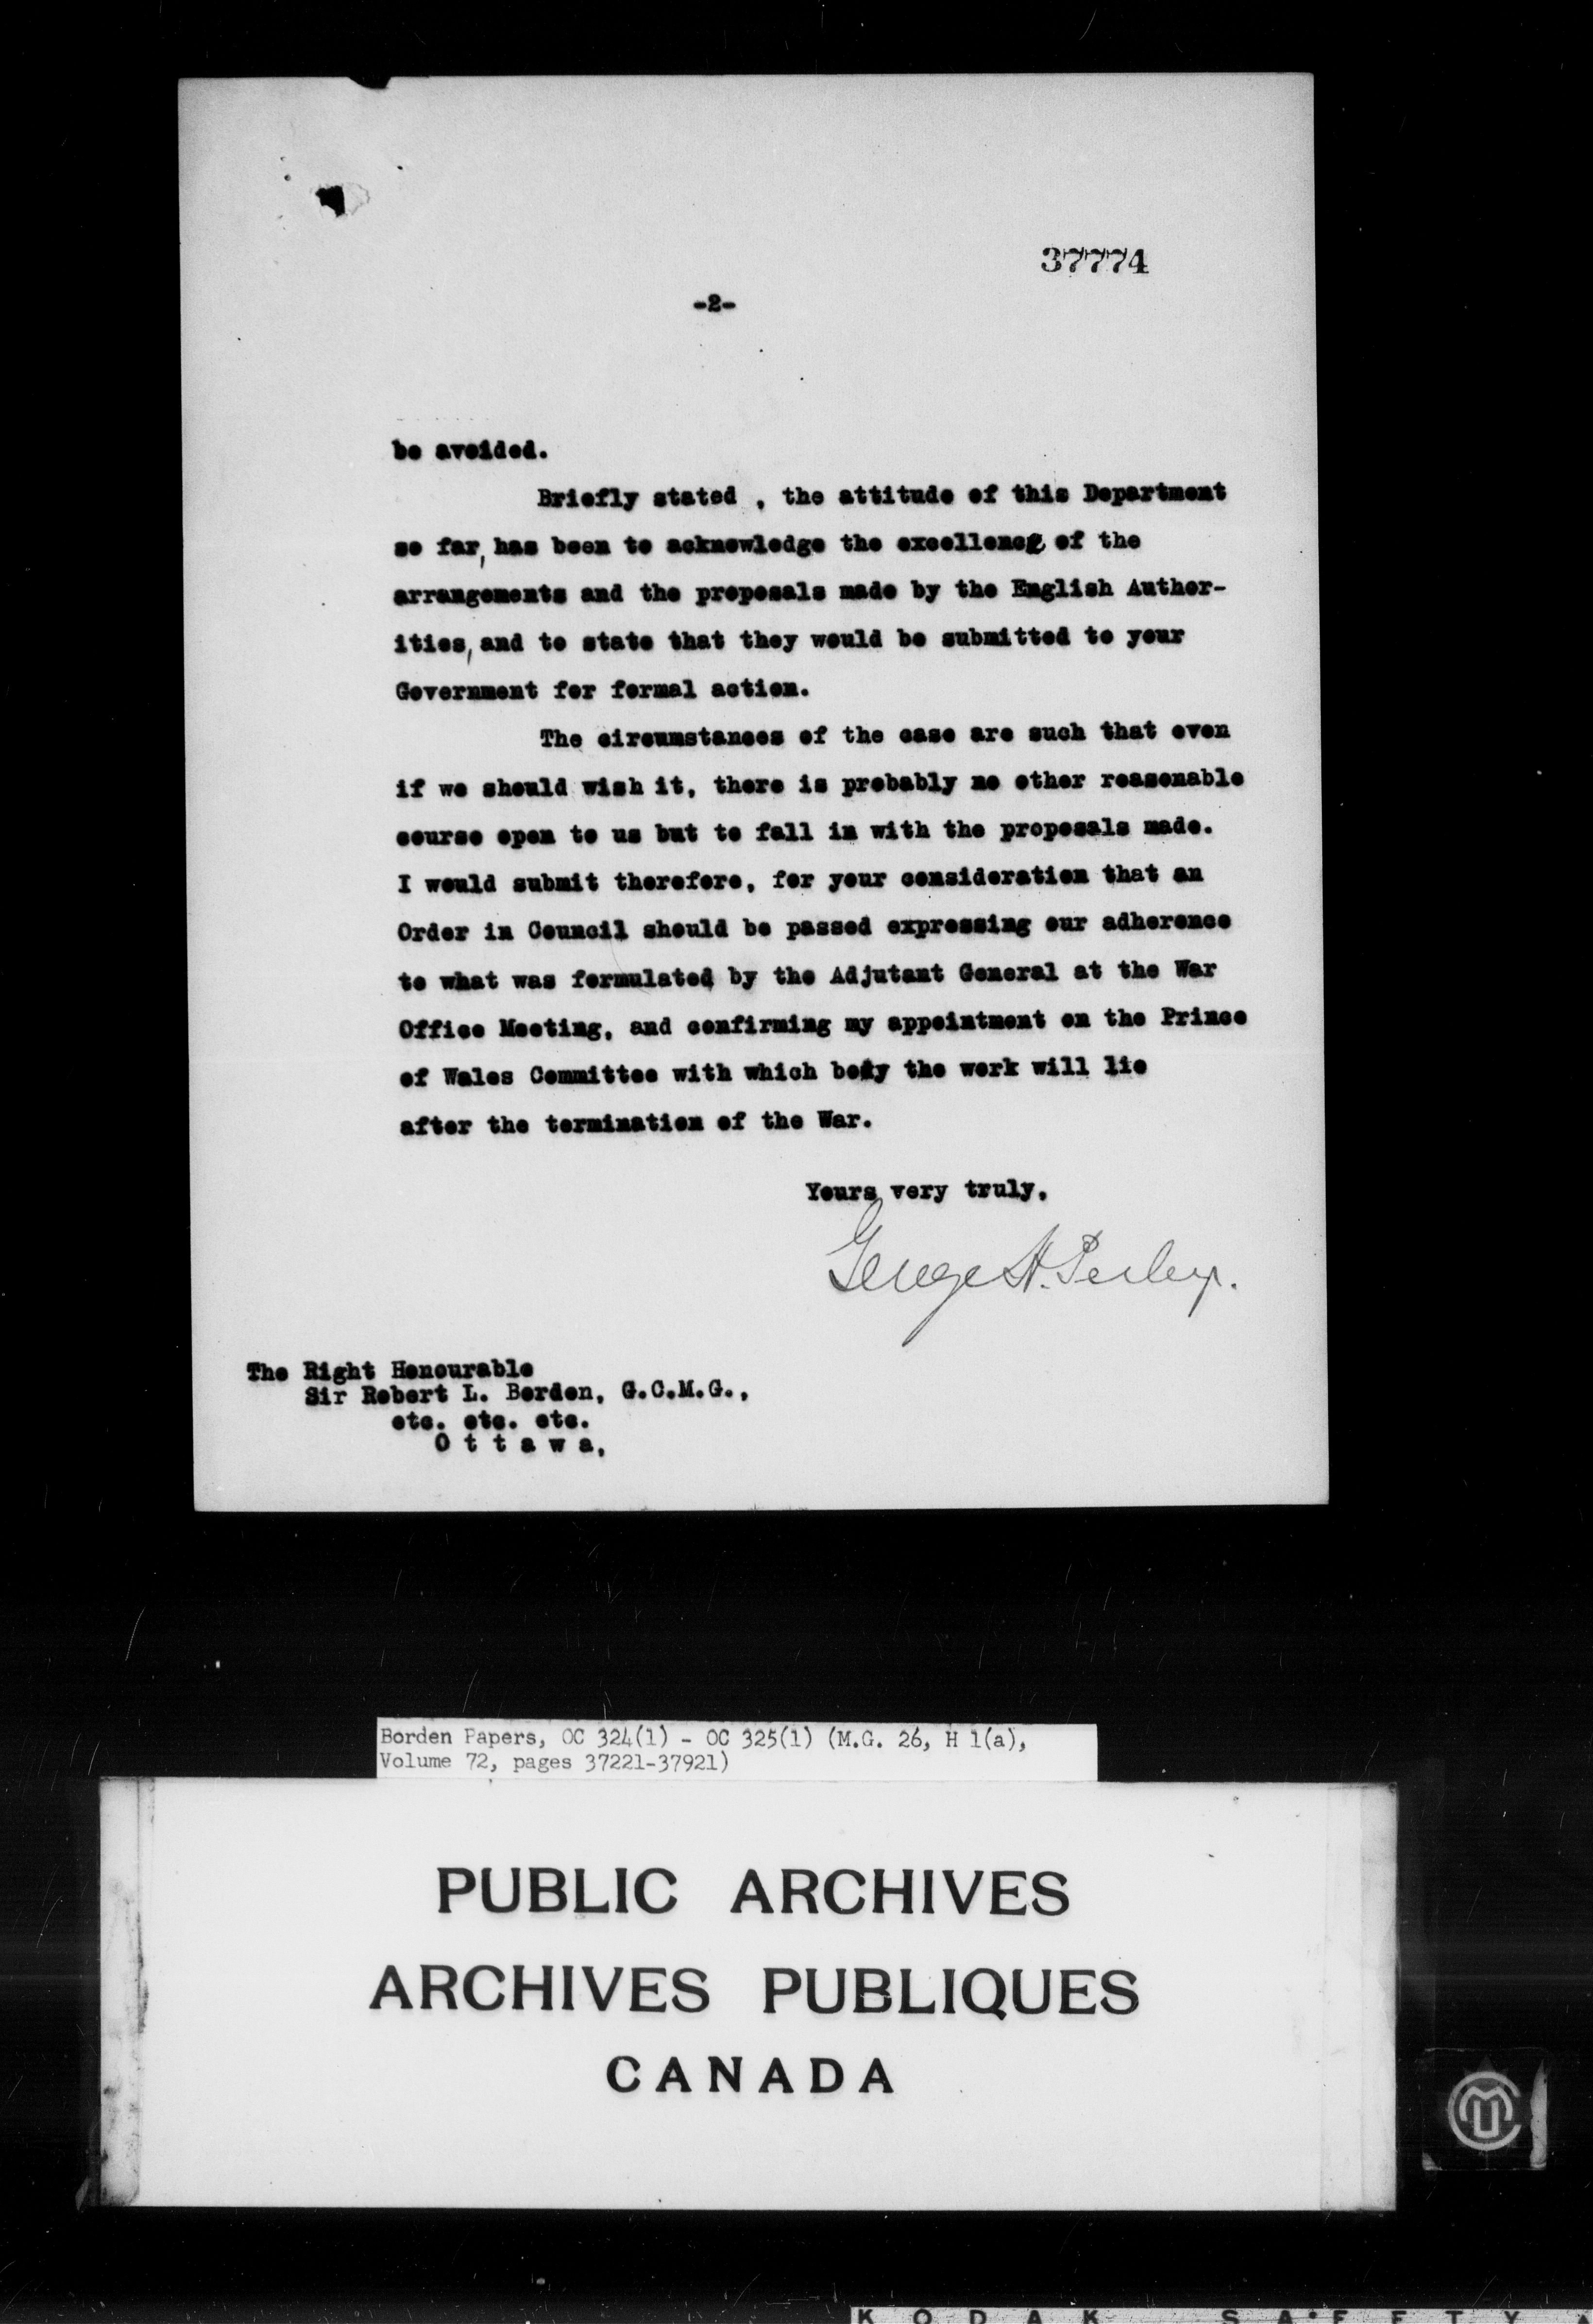 37774
-2-
be avoided.
Briefly stated , the attitude of this Department
so far, has been to acknowledge the excellency of the
arrangements and the proposals made by the English Author-
ities, and to state that they would be submitted to your
Government for formal action.
The circumstances of the case are such that even
if we should wish it, there is probably no other reasonable
course open to us but to fall in with the proposals made.
I would submit therefore, for your consideration that an
Order in Council should be passed expressing our adherence
to what was formulated by the Adjutant General at the War
Office Meeting, and confirming my appointment on the Prince
of Wales Committee with which body the work will lie
after the termination of the War.
Yours very truly,
George H. Perley.
The Right Honourable
Sir Robert L. Borden, G.C.M.G.,
etc. etc. etc.
O t t a w a,
Borden Papers, OC 324(1) - OC 325(1) (M.G. 26, H 1(a),
Volume 72, pages 37221-37921)
PUBLIC ARCHIVES
ARCHIVES PUBLIQUES
CANADA
KODAK SAFETY